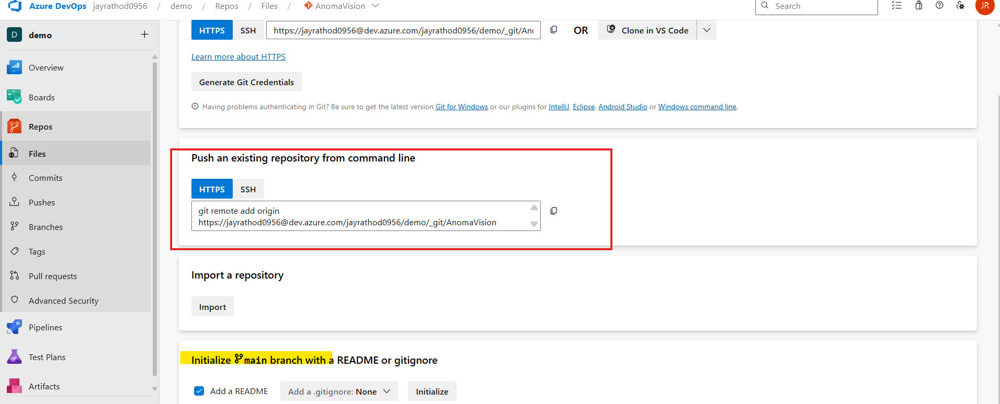 Azure DevOps jayrathod0956 / demo / Repos / Files / AnomaVision
Search
JR
D demo
Overview
Boards
Repos
Files
Commits
Pushes
Branches
Tags
Pull requests
Advanced Security
Pipelines
Test Plans
Artifacts
HTTPS SSH https://jayrathod0956@dev.azure.com/jayrathod0956/demo/_git/An OR Clone in VS Code
Learn more about HTTPS
Generate Git Credentials
Having problems authenticating in Git? Be sure to get the latest version Git for Windows or our plugins for IntelliJ, Eclipse, Android Studio or Windows command line.
Push an existing repository from command line
HTTPS SSH
git remote add origin
https://jayrathod0956@dev.azure.com/jayrathod0956/demo/_git/AnomaVision
Import a repository
Import
Initialize main branch with a README or gitignore
Add a README Add a .gitignore: None Initialize